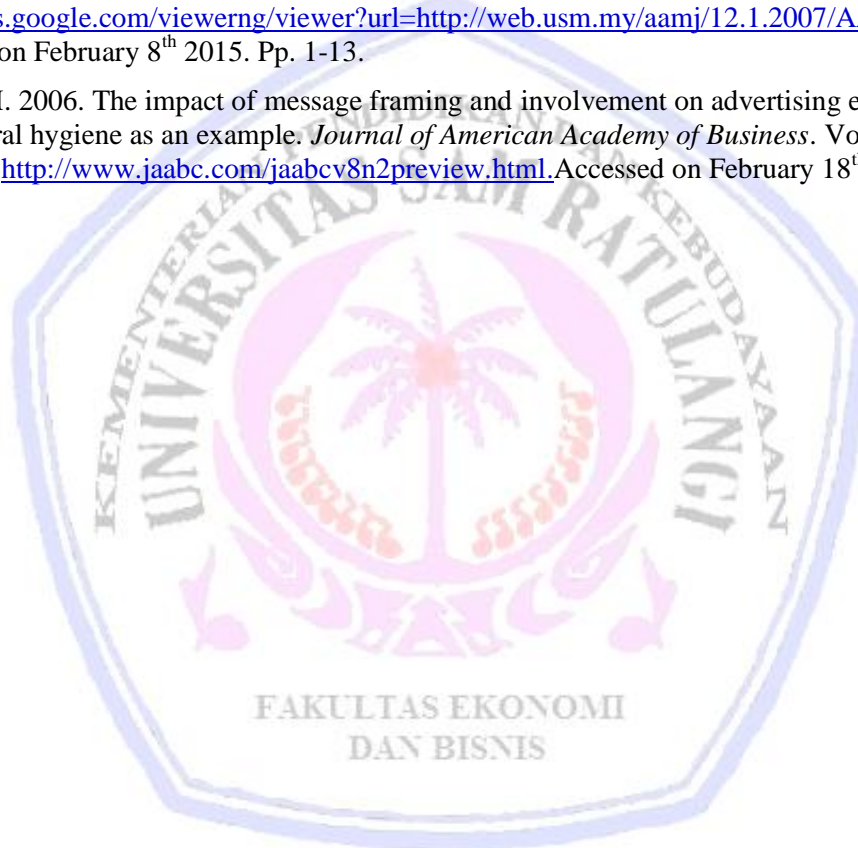 s.google.com/viewerng/viewer?url=http://web.usm.my/aamj/12.1.2007/A
on February 8th 2015. Pp. 1-13.
I. 2006. The impact of message framing and involvement on advertising e
ral hygiene as an example. Journal of American Academy of Business. Vo
http://www.jaabc.com/jaabcv8n2preview.html.Accessed on February 18t
KEMENTERIAN PENDIDIKAN DAN KEBUDAYAAN
UNIVERSITAS SAM RATULANGI
FAKULTAS EKONOMI
DAN BISNIS